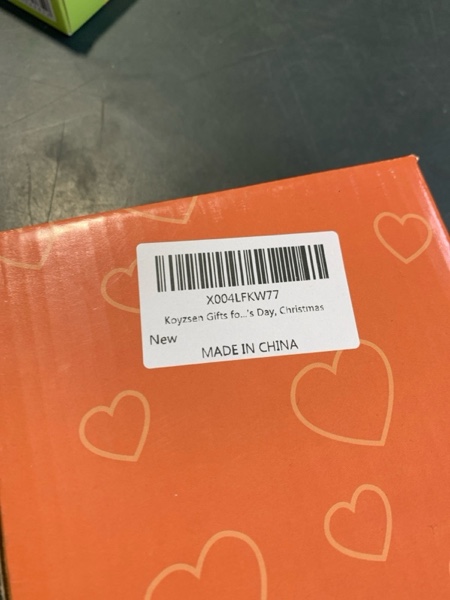 X004LFKW77
Koyzsen Gifts fo...'s Day, Christmas
New
MADE IN CHINA